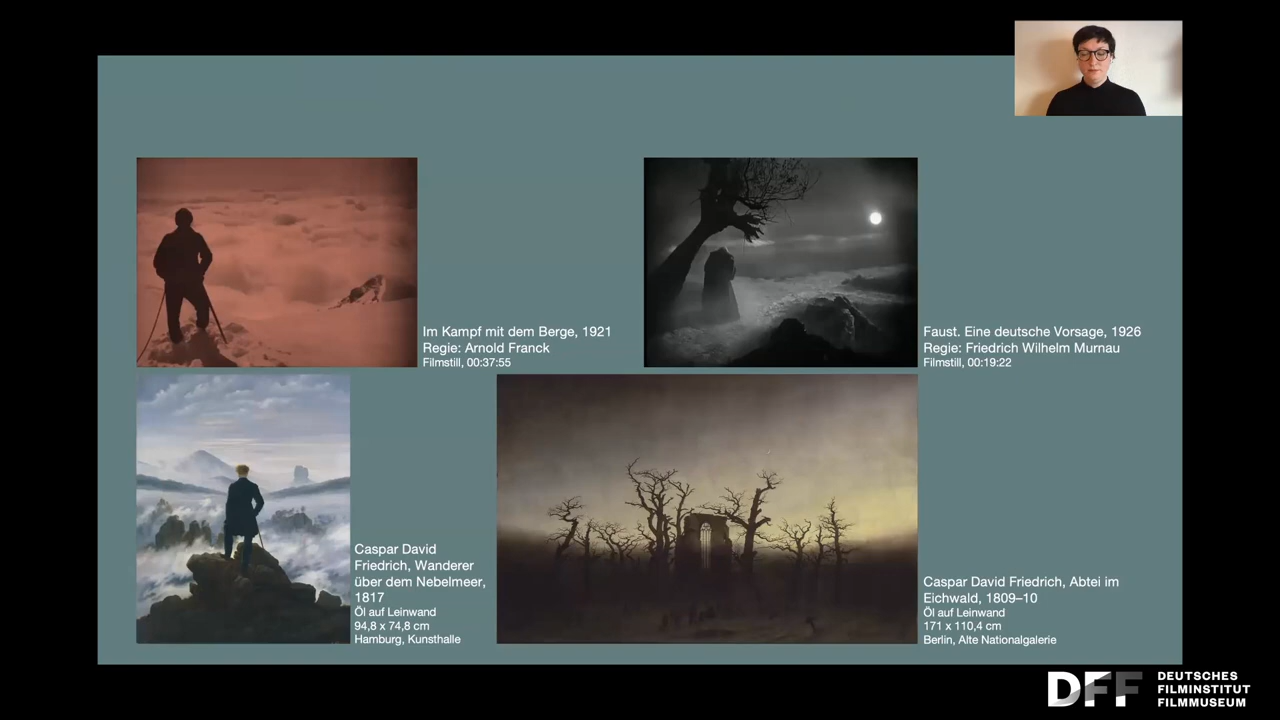 Im Kampf mit dem Berge, 1921
Regie: Arnold Franck
Filmstill, 00:37:55
Faust. Eine deutsche Vorsage, 1926
Regie: Friedrich Wilhelm Murnau
Filmstill, 00:19:22
Caspar David
Friedrich, Wanderer
über dem Nebelmeer,
1817
Öl auf Leinwand
94,8 x 74,8 cm
Hamburg, Kunsthalle
Caspar David Friedrich, Abtei im
Eichwald, 1809–10
Öl auf Leinwand
171 x 110,4 cm
Berlin, Alte Nationalgalerie
DFF
DEUTSCHES
FILMINSTITUT
FILMMUSEUM